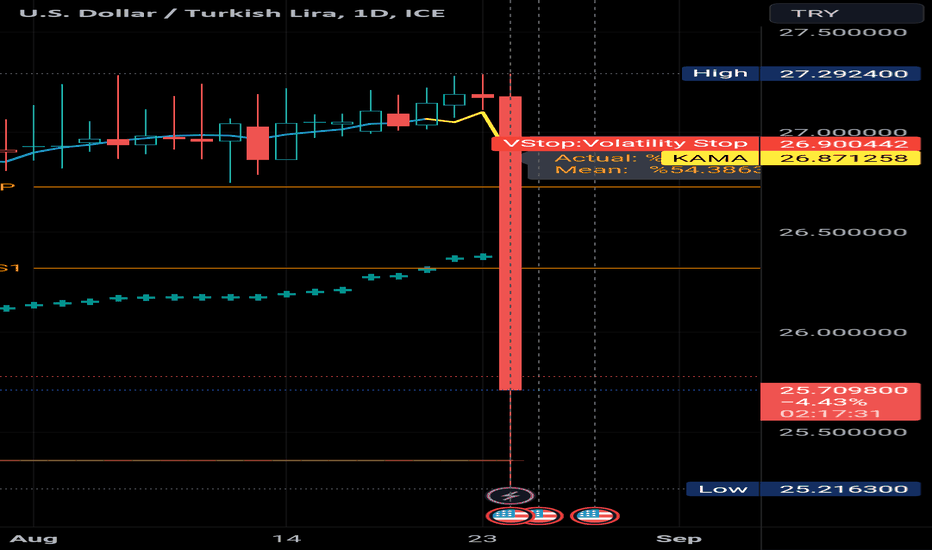 U.S. Dollar / Turkish Lira, 1D, ICE
TRY
27.500000
High 27.292400
27.000000
VStop:Volatility Stop 26.900442
Actual: %
KAMA 26.871258
Mean: %54.3863
P
26.500000
S1
26.000000
25.709800
−4.43%
02:17:31
25.500000
Low 25.216300
Aug 14 23 Sep